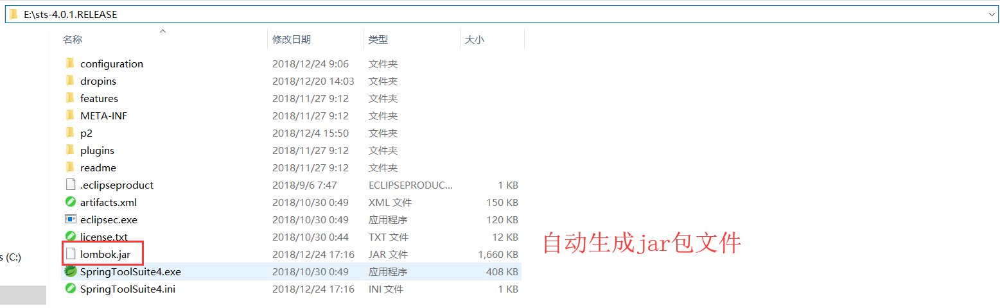 E:\sts-4.0.1.RELEASE
名称 修改日期 类型 大小
configuration 2018/12/24 9:06 文件夹
dropins 2018/12/20 14:03 文件夹
features 2018/11/27 9:12 文件夹
META-INF 2018/11/27 9:12 文件夹
p2 2018/12/4 15:50 文件夹
plugins 2018/11/27 9:12 文件夹
readme 2018/11/27 9:12 文件夹
.eclipseproduct 2018/9/6 7:47 ECLIPSEPRODUC... 1 KB
artifacts.xml 2018/10/30 0:49 XML 文件 150 KB
eclipsec.exe 2018/10/30 0:49 应用程序 120 KB
license.txt 2018/10/30 0:44 TXT 文件 12 KB
自动生成jar包文件
s (C:) lombok.jar 2018/12/24 17:16 JAR 文件 1,660 KB
SpringToolSuite4.exe 2018/10/30 0:49 应用程序 408 KB
SpringToolSuite4.ini 2018/12/24 17:16 INI 文件 1 KB